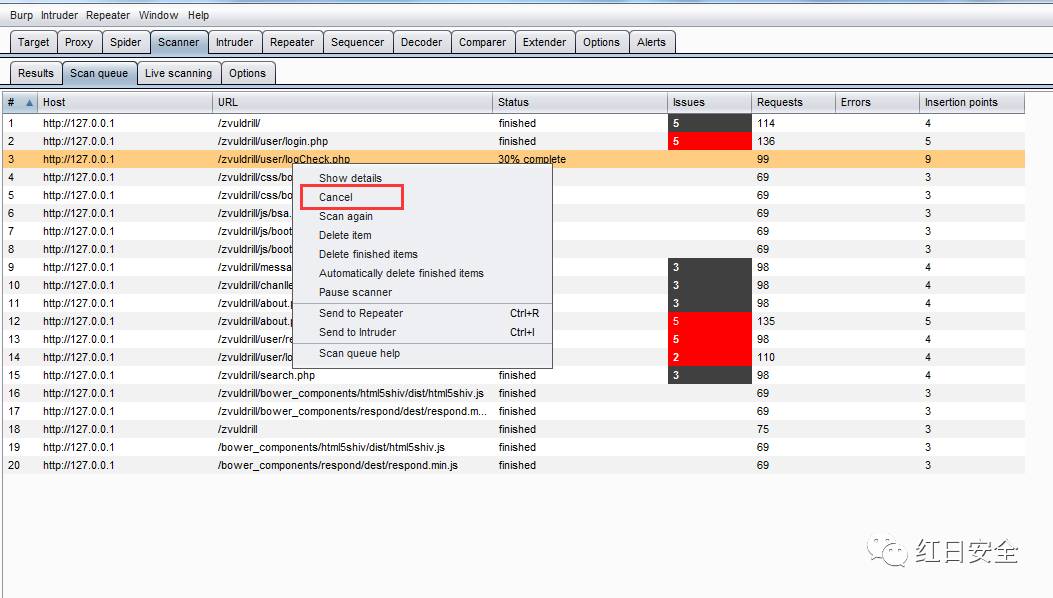 Burp Intruder Repeater Window Help
Target Proxy Spider Scanner Intruder Repeater Sequencer Decoder Comparer Extender Options Alerts
Results Scan queue Live scanning Options
# Host URL Status Issues Requests Errors Insertion points
1 http://127.0.0.1 /zvuldrill/ finished 5 114 4
2 http://127.0.0.1 /zvuldrill/user/login.php finished 5 136 5
3 http://127.0.0.1 /zvuldrill/user/logCheck.php 30% complete 99 9
4 http://127.0.0.1 /zvuldrill/css/bo 69 3
5 http://127.0.0.1 /zvuldrill/css/bo 69 3
6 http://127.0.0.1 /zvuldrill/js/bsa. 69 3
7 http://127.0.0.1 /zvuldrill/js/boot 69 3
8 http://127.0.0.1 /zvuldrill/js/boot 69 3
9 http://127.0.0.1 /zvuldrill/messa 3 98 4
10 http://127.0.0.1 /zvuldrill/chanlle 3 98 4
11 http://127.0.0.1 /zvuldrill/about.p 3 98 4
12 http://127.0.0.1 /zvuldrill/about.p 5 135 5
13 http://127.0.0.1 /zvuldrill/user/re 5 98 4
14 http://127.0.0.1 /zvuldrill/user/lo 2 110 4
15 http://127.0.0.1 /zvuldrill/search.php finished 3 98 4
16 http://127.0.0.1 /zvuldrill/bower_components/html5shiv/dist/html5shiv.js finished 69 3
17 http://127.0.0.1 /zvuldrill/bower_components/respond/dest/respond.m... finished 69 3
18 http://127.0.0.1 /zvuldrill finished 75 3
19 http://127.0.0.1 /bower_components/html5shiv/dist/html5shiv.js finished 69 3
20 http://127.0.0.1 /bower_components/respond/dest/respond.min.js finished 69 3
Show details
Cancel
Scan again
Delete item
Delete finished items
Automatically delete finished items
Pause scanner
Send to Repeater Ctrl+R
Send to Intruder Ctrl+I
Scan queue help
红日安全